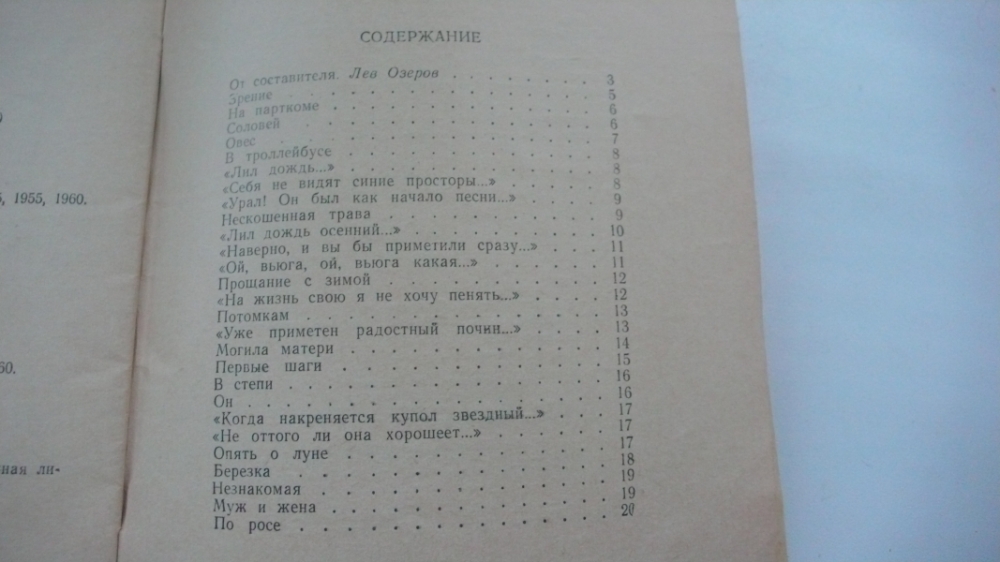 1955, 1960.
60.
ная ли-
СОДЕРЖАНИЕ
От составителя. Лев Озеров . . . . . . . . 3
Зрение . . . . . . . . . . . . . . . . 5
На парткоме . . . . . . . . . . . . . . 6
Соловей . . . . . . . . . . . . . . . . 6
Овес . . . . . . . . . . . . . . . . . 7
В троллейбусе . . . . . . . . . . . . . 8
«Лил дождь...» . . . . . . . . . . . . . 8
«Себя не видят синие просторы...» . . . . . 8
«Урал! Он был как начало песни...» . . . . 9
Нескошенная трава . . . . . . . . . . . 9
«Лил дождь осенний...» . . . . . . . . . 10
«Наверно, и вы бы приметили сразу...» . . . 11
«Ой, вьюга, ой, вьюга какая...» . . . . . . 11
Прощание с зимой . . . . . . . . . . . 12
«На жизнь свою я не хочу пенять...» . . . . 12
Потомкам . . . . . . . . . . . . . . . 13
«Уже приметен радостный почин...» . . . . 13
Могила матери . . . . . . . . . . . . . 14
Первые шаги . . . . . . . . . . . . . . 15
В степи . . . . . . . . . . . . . . . . 16
Он . . . . . . . . . . . . . . . . . . 16
«Когда накреняется купол звездный...» . . . 17
«Не оттого ли она хорошеет...» . . . . . . 17
Опять о луне . . . . . . . . . . . . . 17
Березка . . . . . . . . . . . . . . . . 18
Незнакомая . . . . . . . . . . . . . . 19
Муж и жена . . . . . . . . . . . . . . 19
По росе . . . . . . . . . . . . . . . . 20